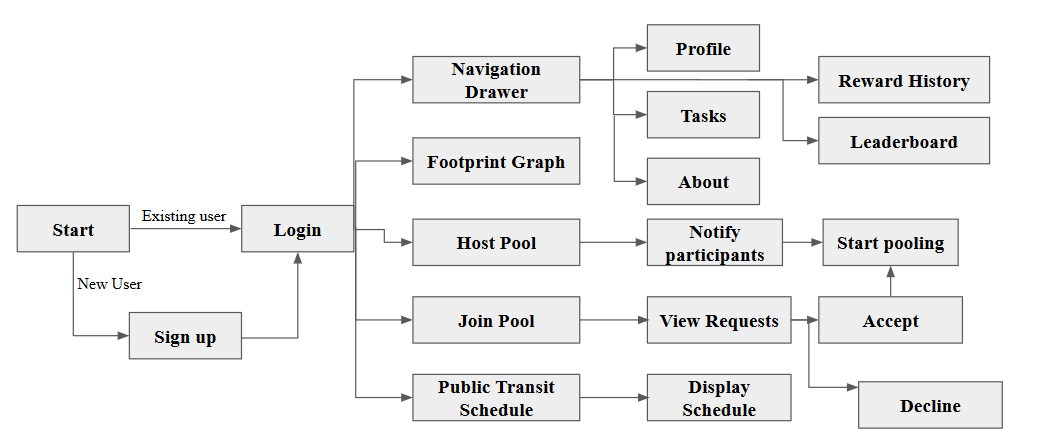 Profile
Navigation
Drawer
Reward History
Tasks
Leaderboard
Footprint Graph
About
Existing user
Start
Login
Host Pool
Notify
participants
Start pooling
New User
Sign up
Join Pool
View Requests
Accept
Public Transit
Schedule
Display
Schedule
Decline